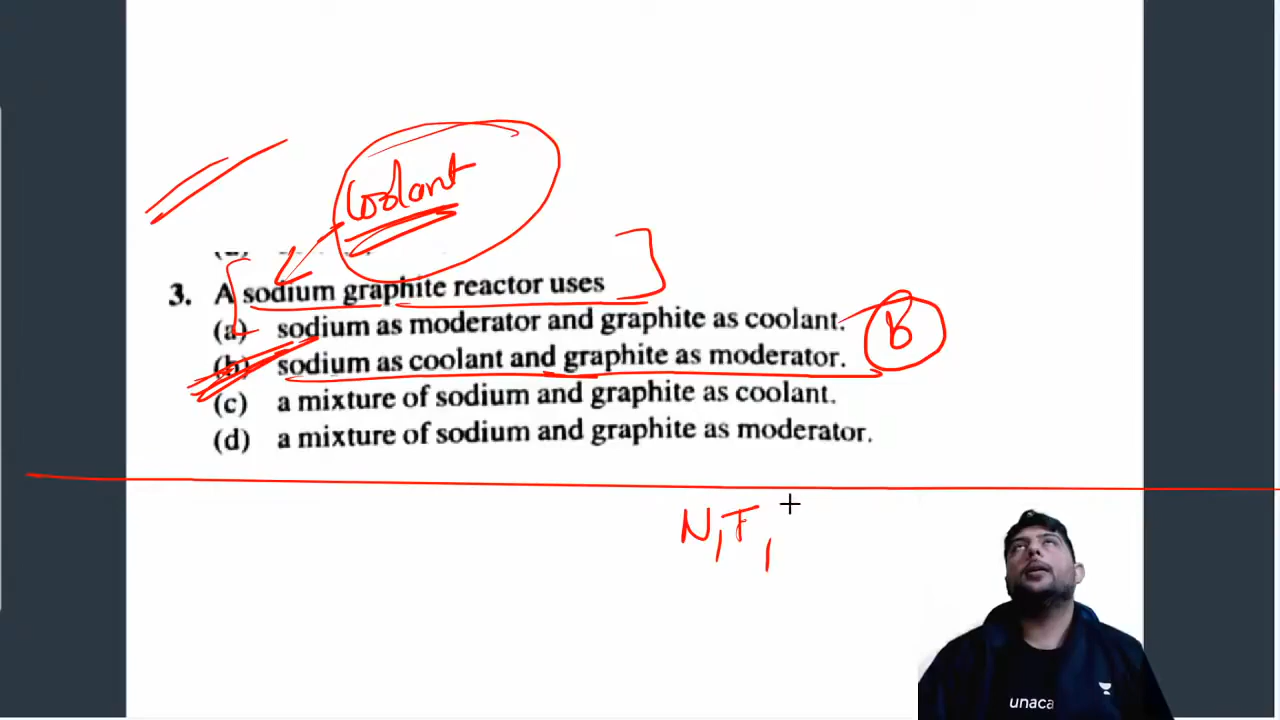 Coolant
3. A sodium graphite reactor uses
(a) sodium as moderator and graphite as coolant.
B
(b) sodium as coolant and graphite as moderator.
(c) a mixture of sodium and graphite as coolant.
(d) a mixture of sodium and graphite as moderator.
N, T,
unaca